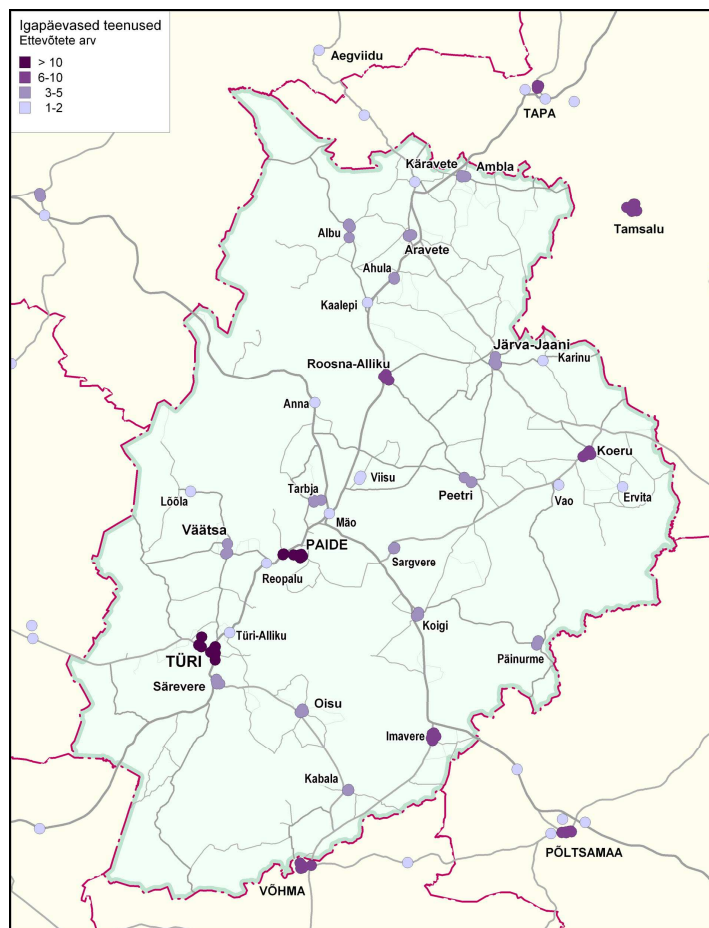 Igapäevased teenused
Ettevõtete arv
> 10
6-10
3-5
1-2
Aegviidu
TAPA
Käravete
Ambla
Tamsalu
Albu
Aravete
Ahula
Kaalepi
Järva-Jaani
Karinu
Roosna-Alliku
Anna
Koeru
Viisu
Lõõla
Tarbja
Peetri
Vao
Ervita
Mäo
Väätsa
PAIDE
Sargvere
Reopalu
Koigi
Türi-Alliku
TÜRI
Päinurme
Särevere
Oisu
Imavere
Kabala
PÕLTSAMAA
VÕHMA